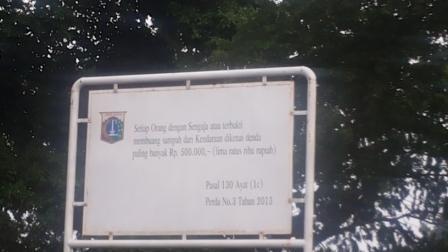 Setiap Orang dengan Sengaja atau terbukti
membuang sampah dari Kendaraan dikenai denda
paling banyak Rp. 500.000,- (lima ratus ribu rupiah)
Pasal 130 Ayat (1c)
Perda No.3 Tahun 2013